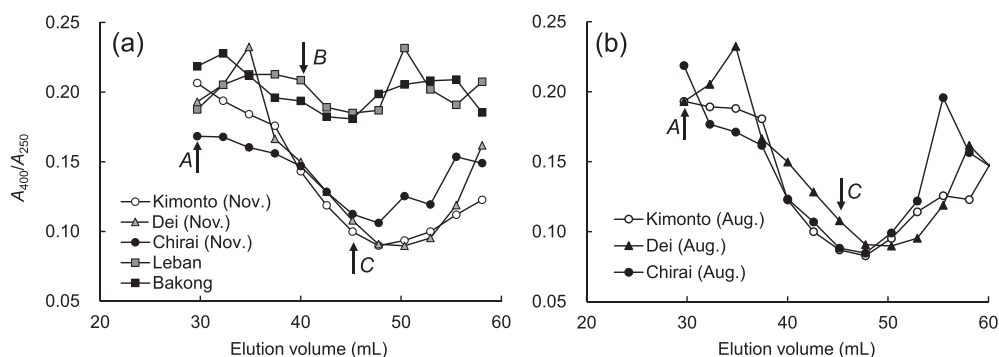 0.25
0.20
0.15
0.10
0.05
A400/A250
(a)
A
B
C
Kimonto (Nov.)
Dei (Nov.)
Chirai (Nov.)
Leban
Bakong
20
30
40
50
60
Elution volume (mL)
0.25
0.20
0.15
0.10
0.05
(b)
A
C
Kimonto (Aug.)
Dei (Aug.)
Chirai (Aug.)
20
30
40
50
60
Elution volume (mL)